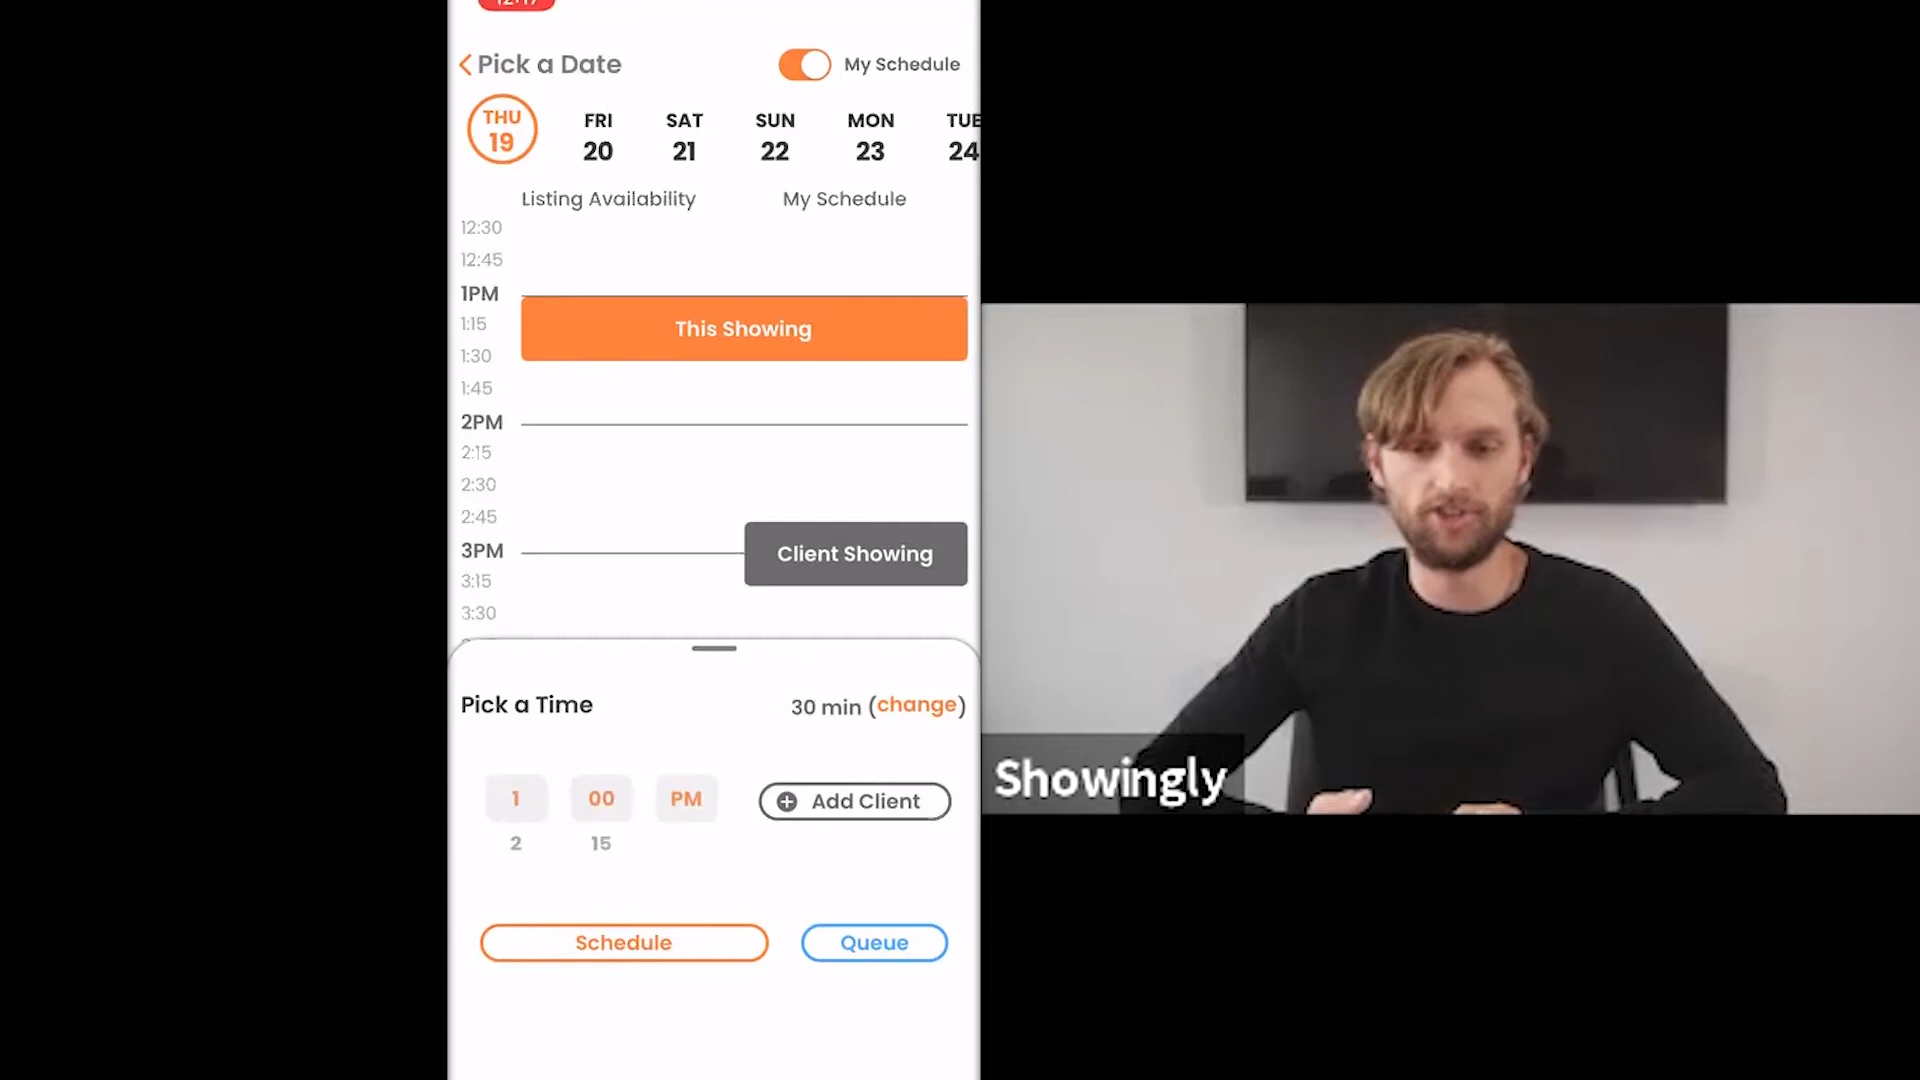 Pick a Date
My Schedule
THU FRI SAT SUN MON TUE
19 20 21 22 23 24
Listing Availability My Schedule
12:30
12:45
1PM
1:15 This Showing
1:30
1:45
2PM
2:15
2:30
2:45
3PM Client Showing
3:15
3:30
Pick a Time 30 min (change)
1 00 PM Add Client
2 15
Schedule Queue
Showingly